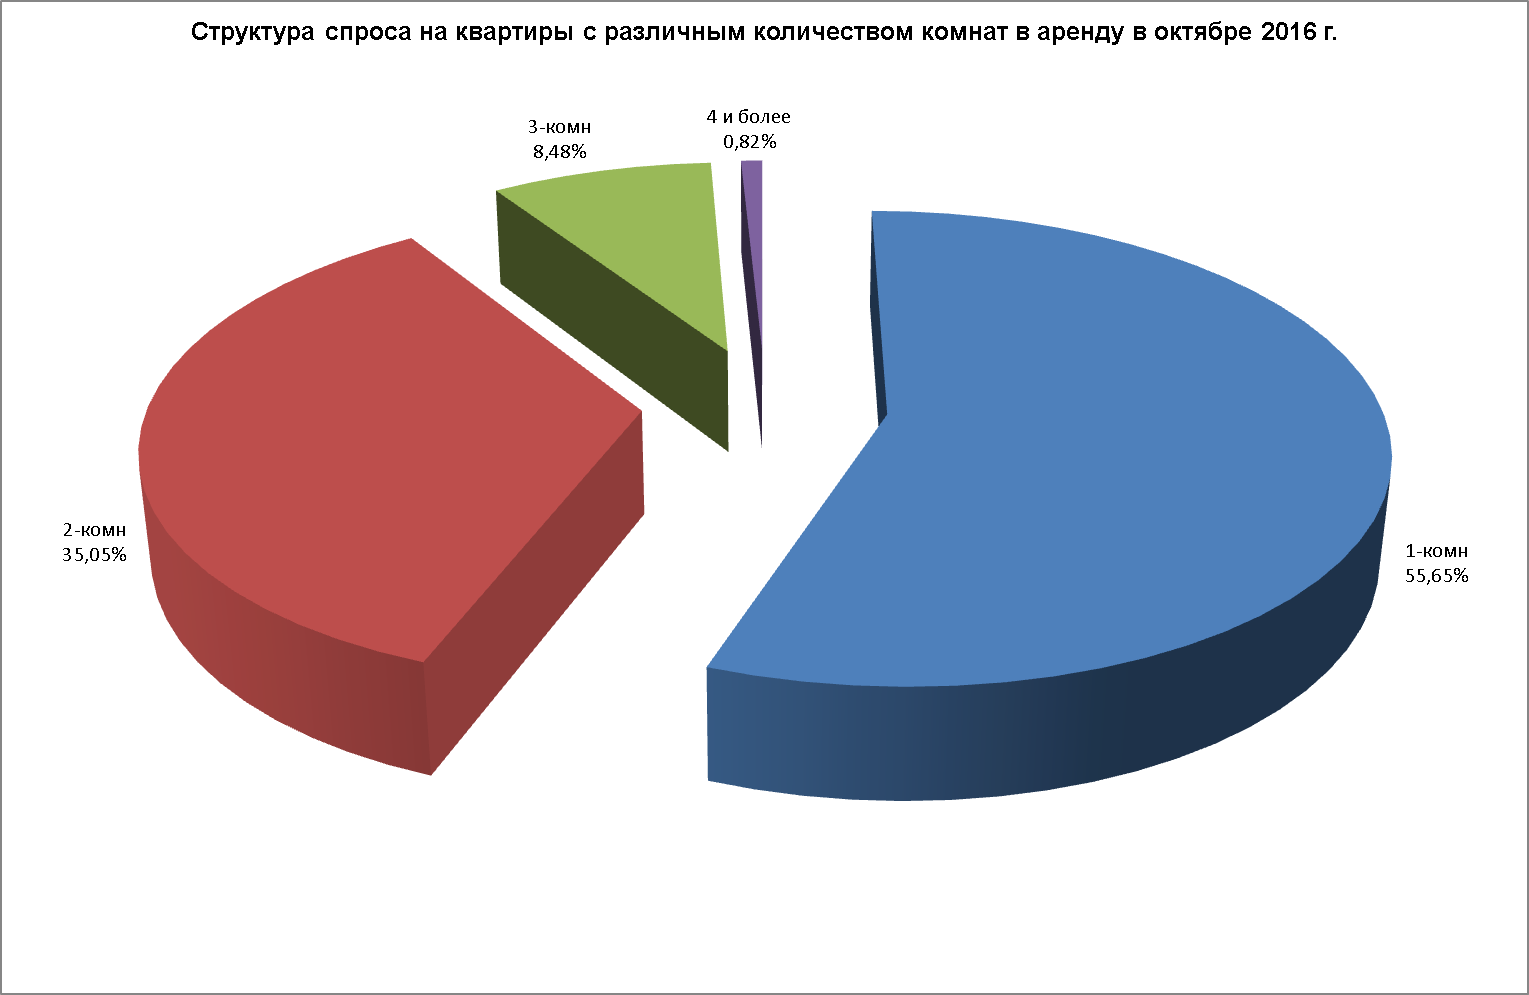 Структура спроса на квартиры с различным количеством комнат в аренду в октябре 2016 г.
4 и более
0,82%
3-комн
8,48%
2-комн
35,05%
1-комн
55,65%